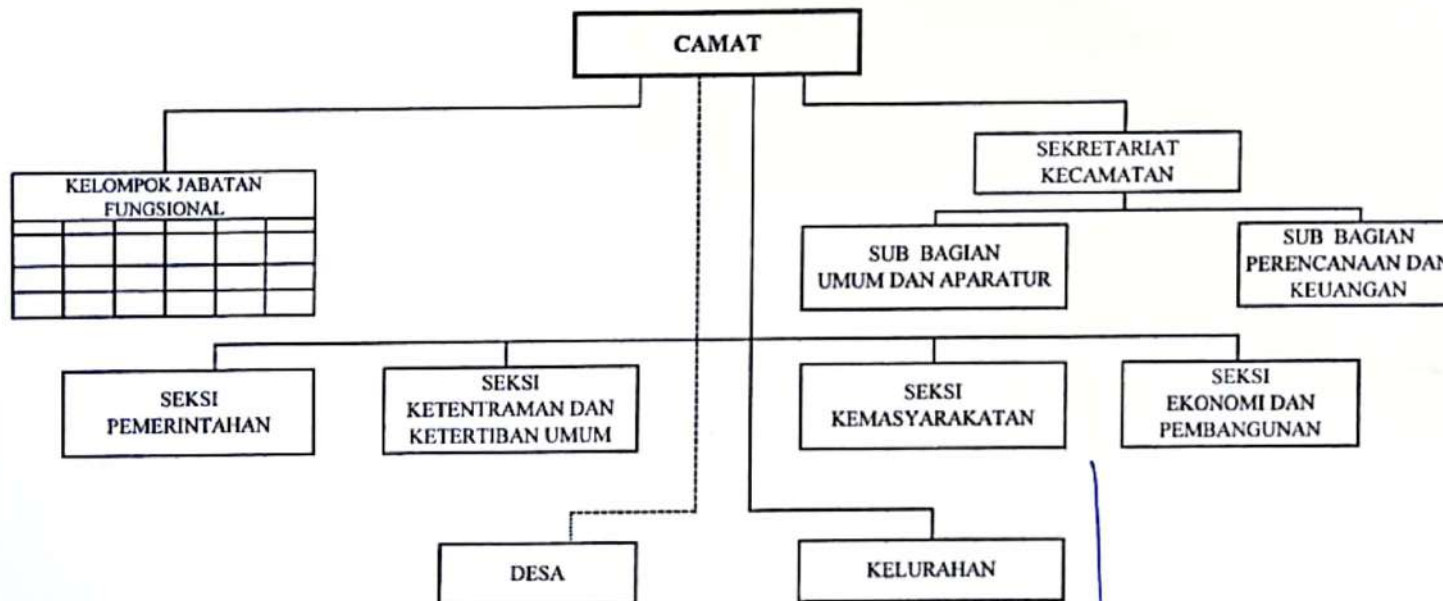 CAMAT
SEKRETARIAT
KECAMATAN
KELOMPOK JABATAN
FUNGSIONAL
SUB BAGIAN
UMUM DAN APARATUR
SUB BAGIAN
PERENCANAAN DAN
KEUANGAN
SEKSI
PEMERINTAHAN
SEKSI
KETENTRAMAN DAN
KETERTIBAN UMUM
SEKSI
KEMASYARAKATAN
SEKSI
EKONOMI DAN
PEMBANGUNAN
DESA
KELURAHAN